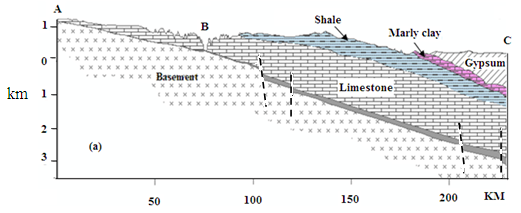 A
B
C
Shale
Marly clay
Gypsum
Basement
Limestone
km
1
0
1
2
3
(a)
50
100
150
200
KM